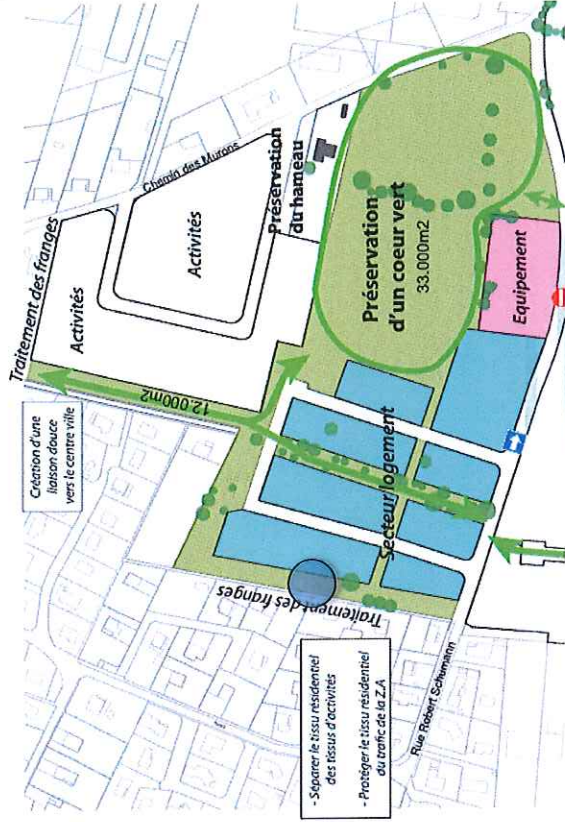 Traitement des franges
Création d'une
liaison douce
vers le centre ville
Activités
Activités
Chemin des Murons
12.000m2
Préservation
du hameau
Préservation
d'un coeur vert
33.000m2
Equipement
Secteur logement
Traitement des franges
- Séparer le tissu résidentiel
des tissus d'activités
- Protéger le tissu résidentiel
du trafic de la Z.A
Rue Robert Schumann